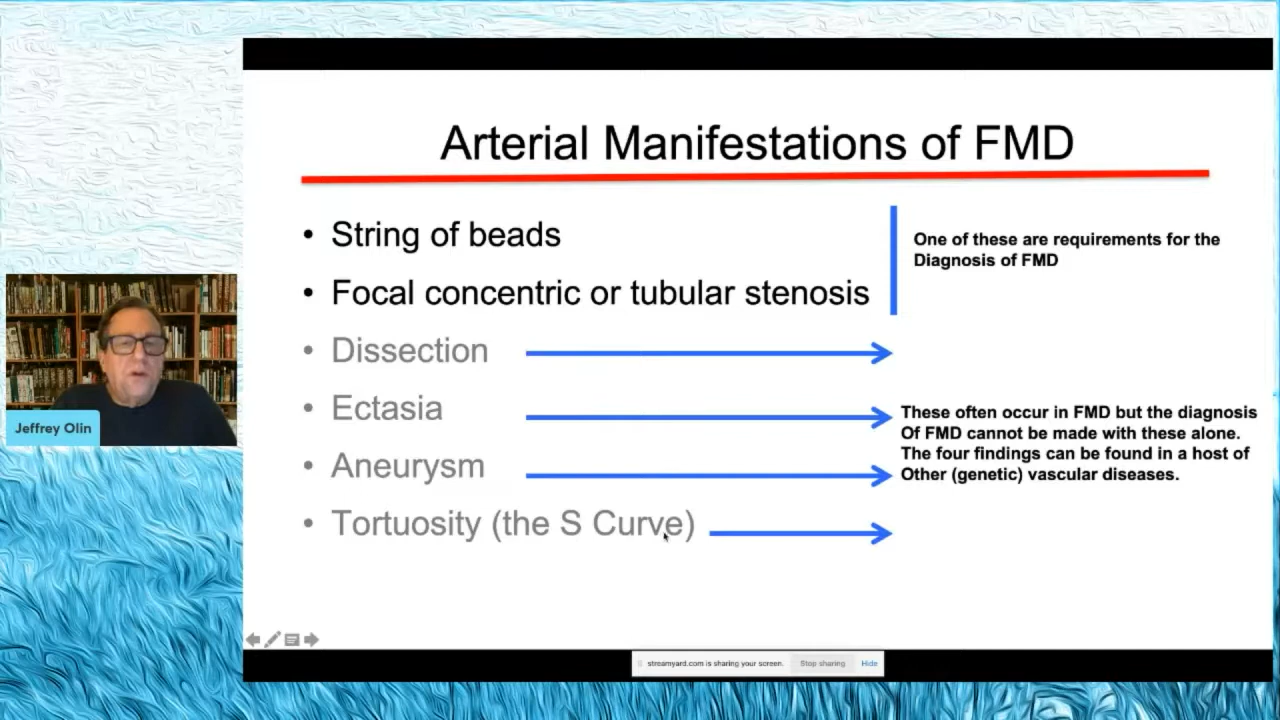 Arterial Manifestations of FMD
• String of beads
• Focal concentric or tubular stenosis
One of these are requirements for the
Diagnosis of FMD
• Dissection
• Ectasia
• Aneurysm
• Tortuosity (the S Curve)
These often occur in FMD but the diagnosis
Of FMD cannot be made with these alone.
The four findings can be found in a host of
Other (genetic) vascular diseases.
Jeffrey Olin
streamyard.com is sharing your screen.
Stop sharing
Hide